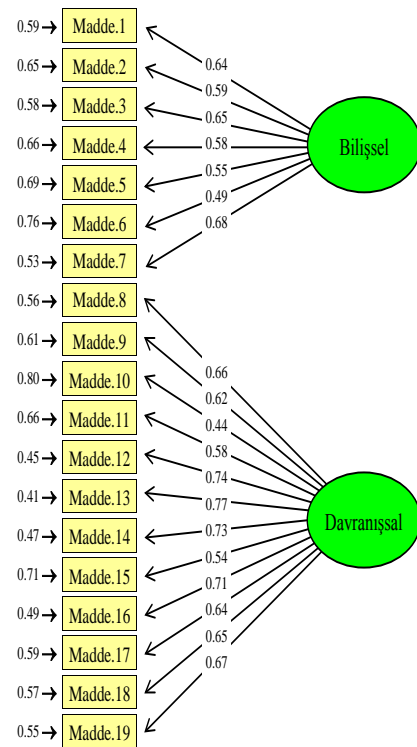 0.59 Madde.1
0.65 Madde.2
0.58 Madde.3
0.66 Madde.4
0.69 Madde.5
0.76 Madde.6
0.53 Madde.7
0.56 Madde.8
0.61 Madde.9
0.80 Madde.10
0.66 Madde.11
0.45 Madde.12
0.41 Madde.13
0.47 Madde.14
0.71 Madde.15
0.49 Madde.16
0.59 Madde.17
0.57 Madde.18
0.55 Madde.19
0.64
0.59
0.65
0.58
0.55
0.49
0.68
Bilişsel
0.66
0.62
0.44
0.58
0.74
0.77
0.73
0.54
0.71
0.64
0.65
0.67
Davranışsal